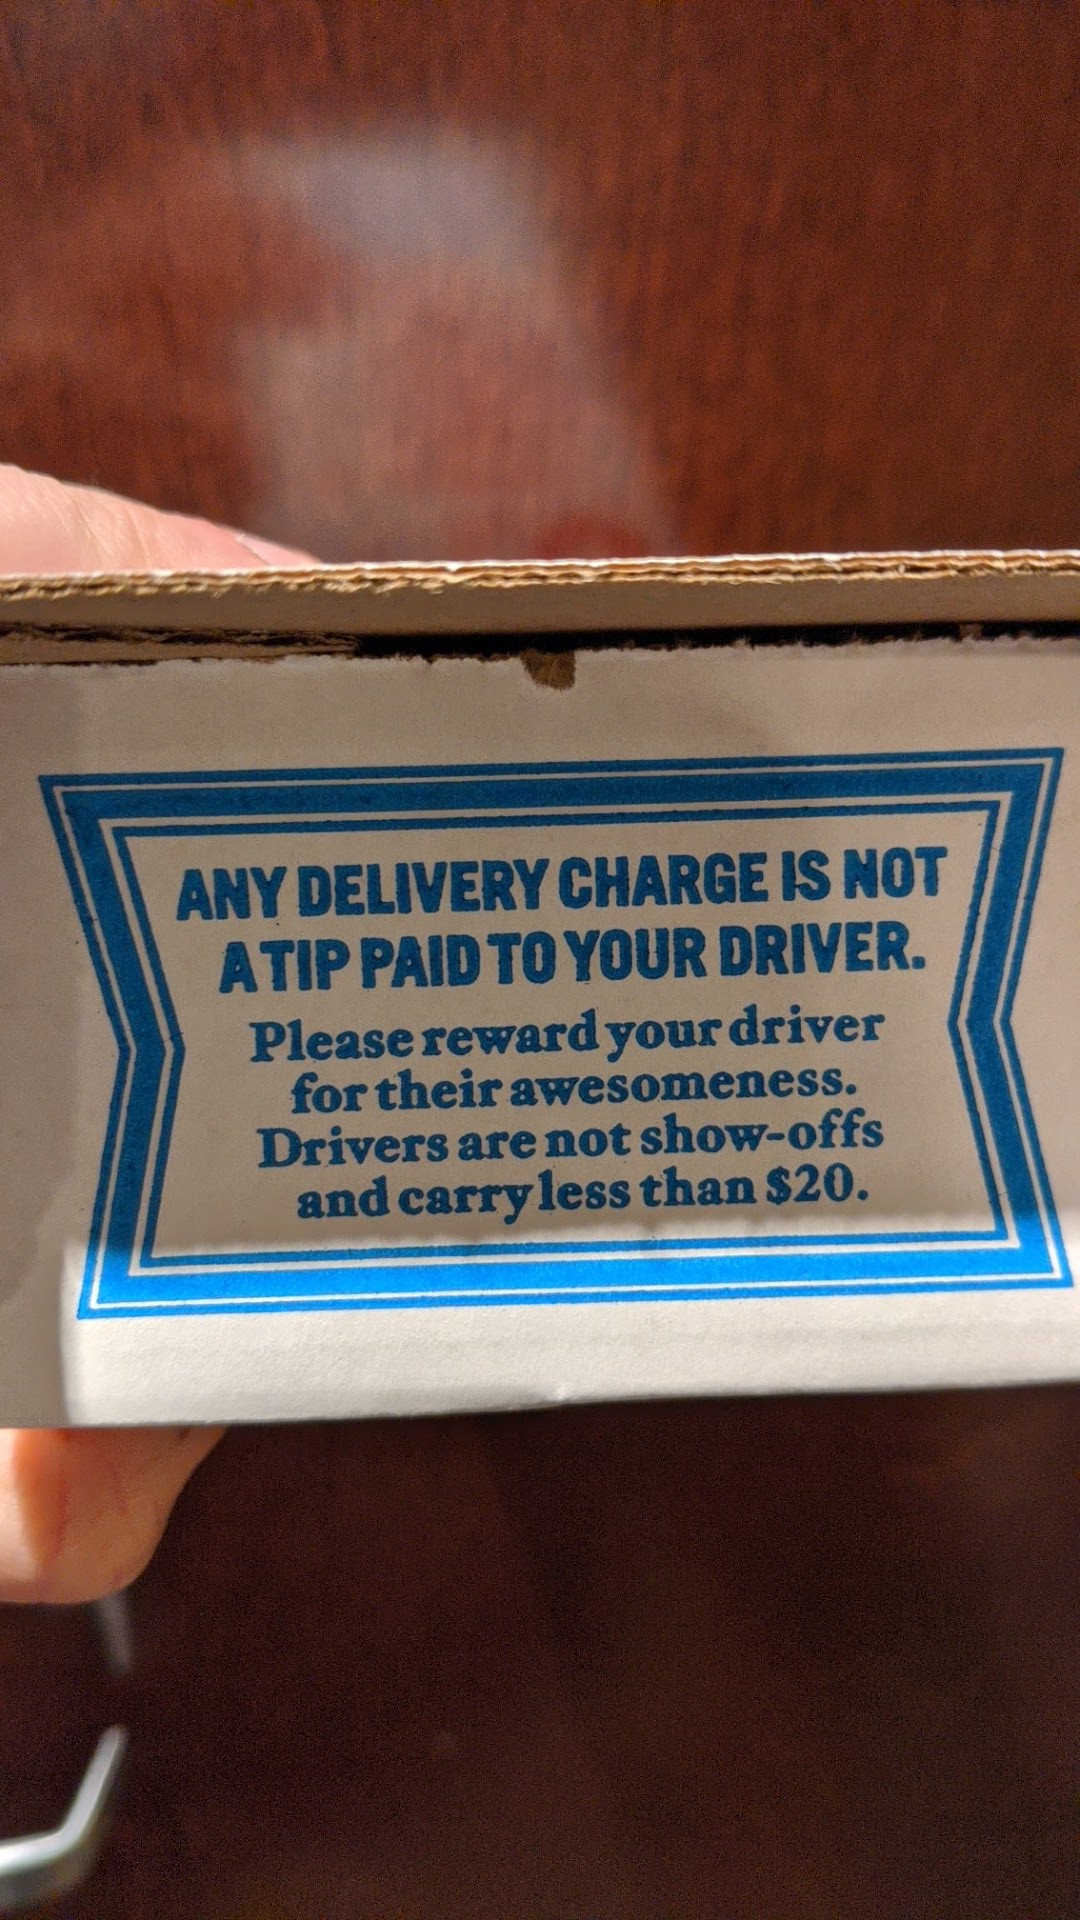 ANY DELIVERY CHARGE IS NOT
A TIP PAID TO YOUR DRIVER.
Please reward your driver
for their awesomeness.
Drivers are not show-offs
and carry less than $20.